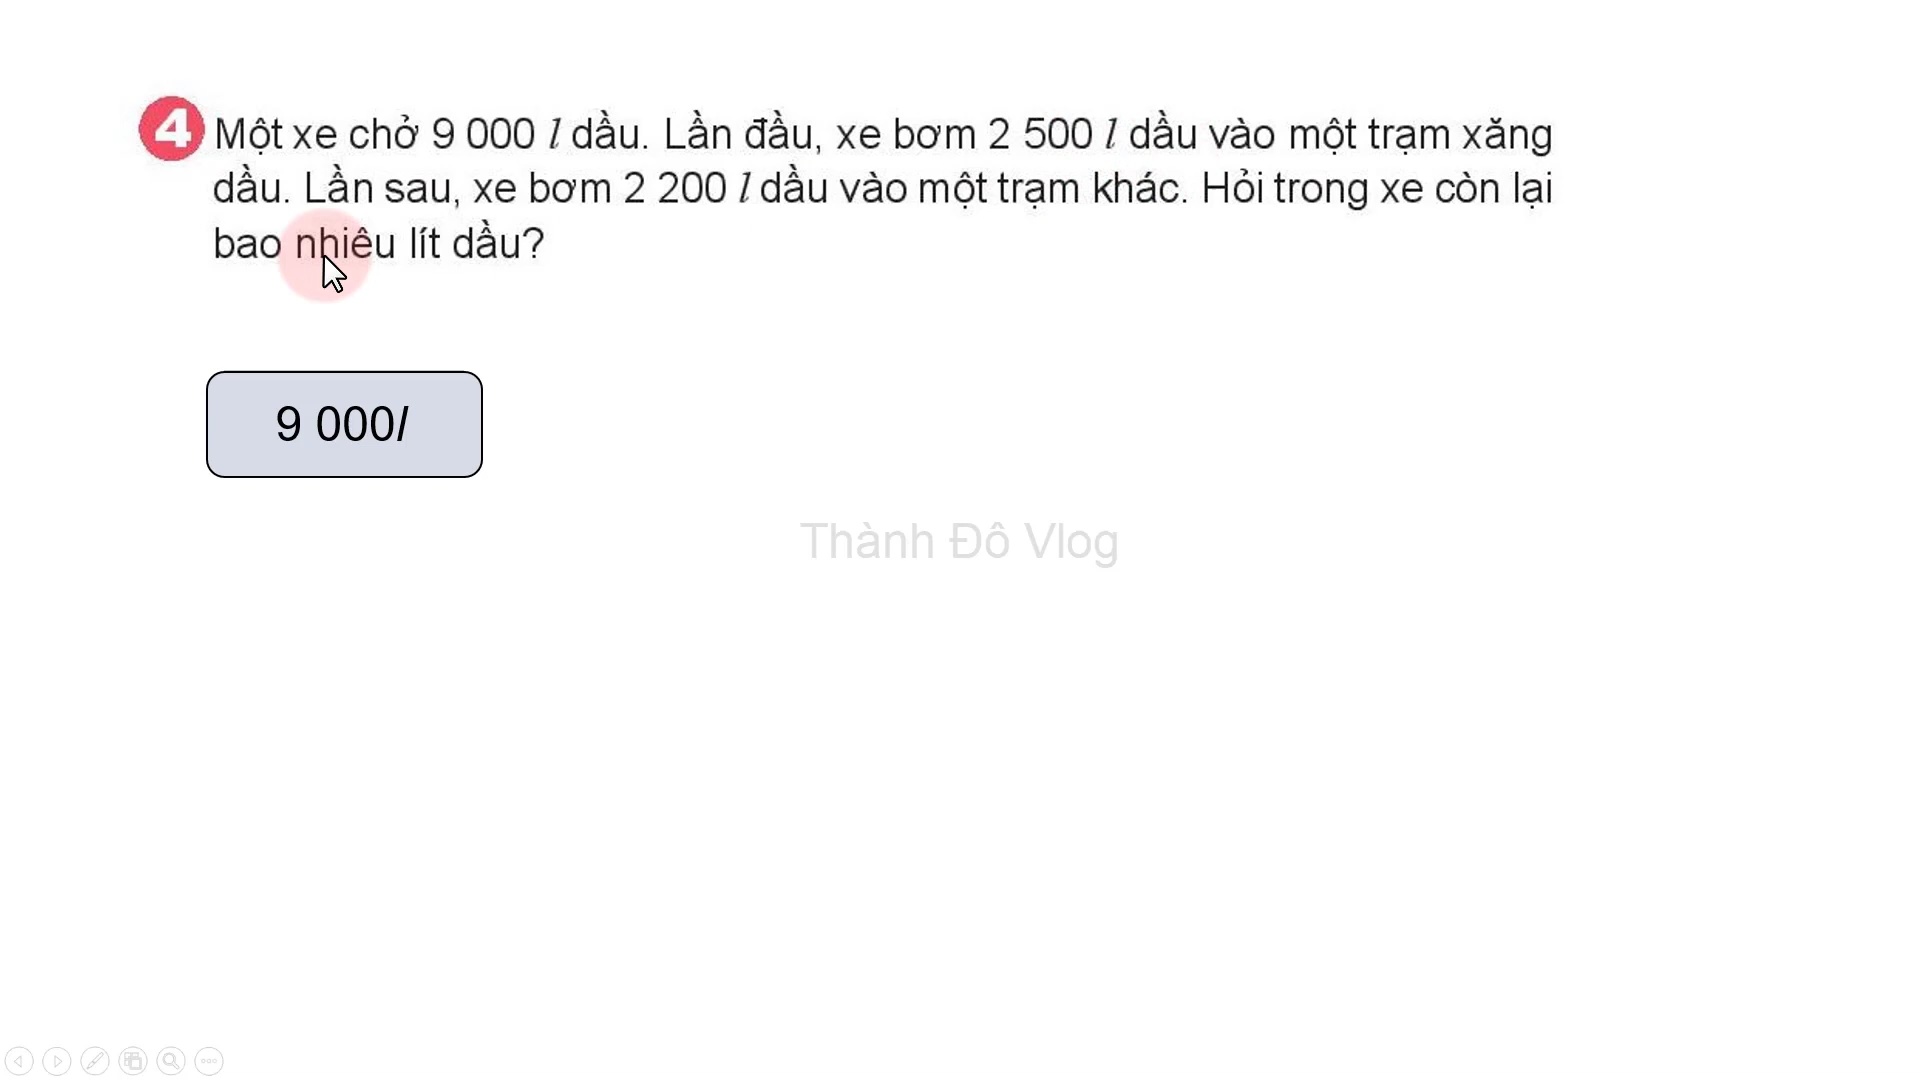 4 Một xe chở 9 000 l dầu. Lần đầu, xe bơm 2 500 l dầu vào một trạm xăng
dầu. Lần sau, xe bơm 2 200 l dầu vào một trạm khác. Hỏi trong xe còn lại
bao nhiêu lít dầu?
9 000l
Thành Đô Vlog